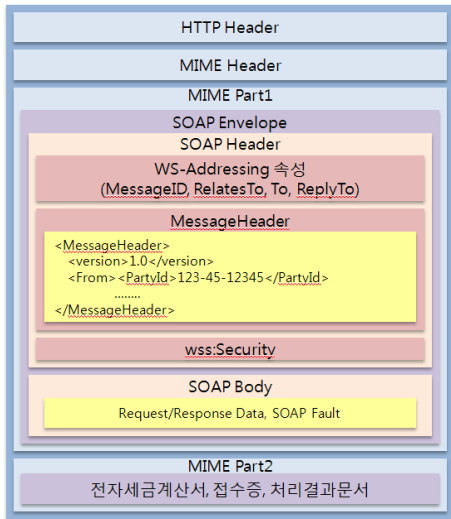 HTTP Header
MIME Header
MIME Part1
SOAP Envelope
SOAP Header
WS-Addressing 속성
(MessageID, RelatesTo, To, ReplyTo)
MessageHeader
<MessageHeader>
<version>1.0</version>
<From><PartyId>123-45-12345</PartyId>
........
</MessageHeader>
wss:Security
SOAP Body
Request/Response Data, SOAP Fault
MIME Part2
전자세금계산서, 접수증, 처리결과문서